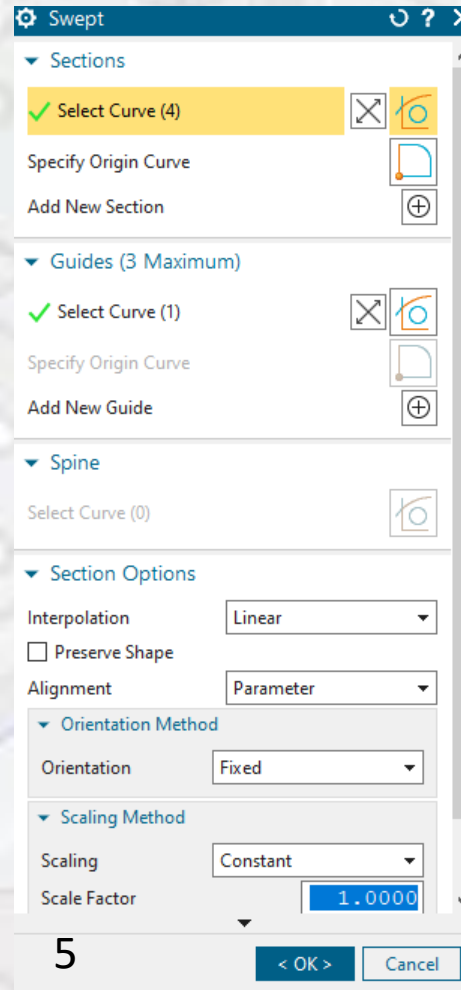 Swept
Sections
Select Curve (4)
Specify Origin Curve
Add New Section
Guides (3 Maximum)
Select Curve (1)
Specify Origin Curve
Add New Guide
Spine
Select Curve (0)
Section Options
Interpolation Linear
Preserve Shape
Alignment Parameter
Orientation Method
Orientation Fixed
Scaling Method
Scaling Constant
Scale Factor 1.0000
5 < OK > Cancel